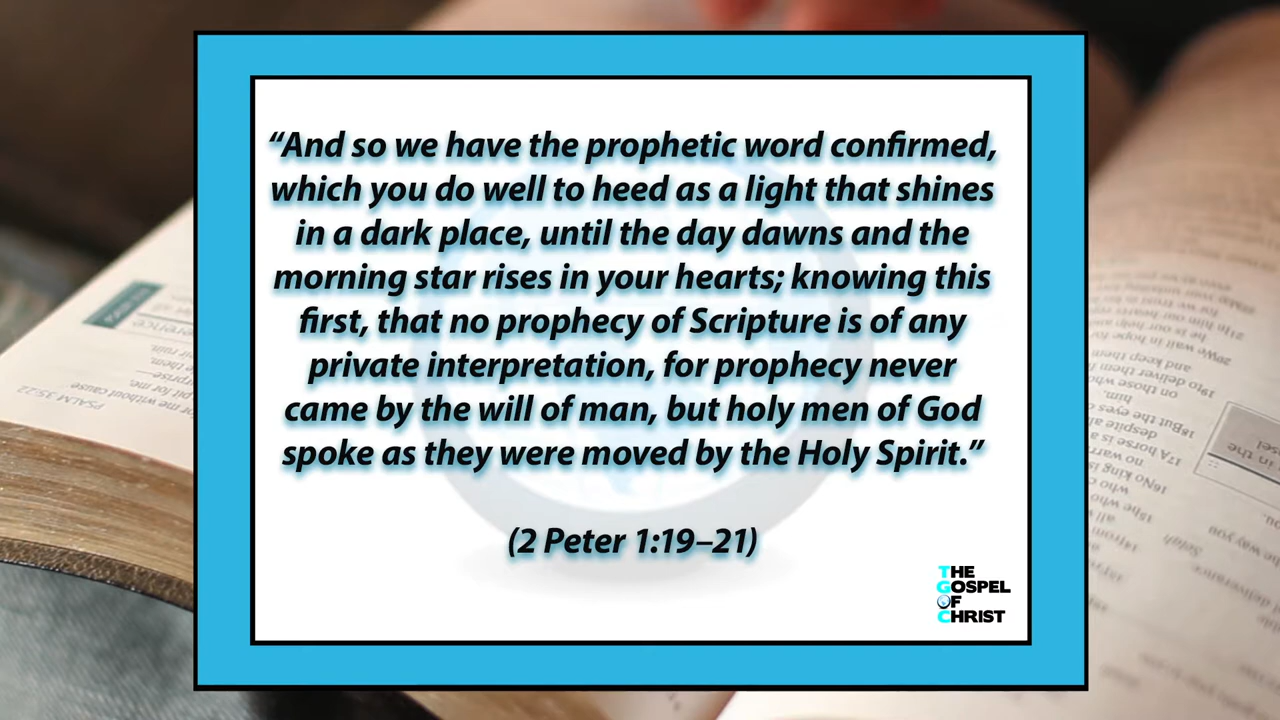 “And so we have the prophetic word confirmed,
which you do well to heed as a light that shines
in a dark place, until the day dawns and the
morning star rises in your hearts; knowing this
first, that no prophecy of Scripture is of any
private interpretation, for prophecy never
came by the will of man, but holy men of God
spoke as they were moved by the Holy Spirit.”
(2 Peter 1:19–21)
THE
GOSPEL
OF
CHRIST
PSALM 35:22